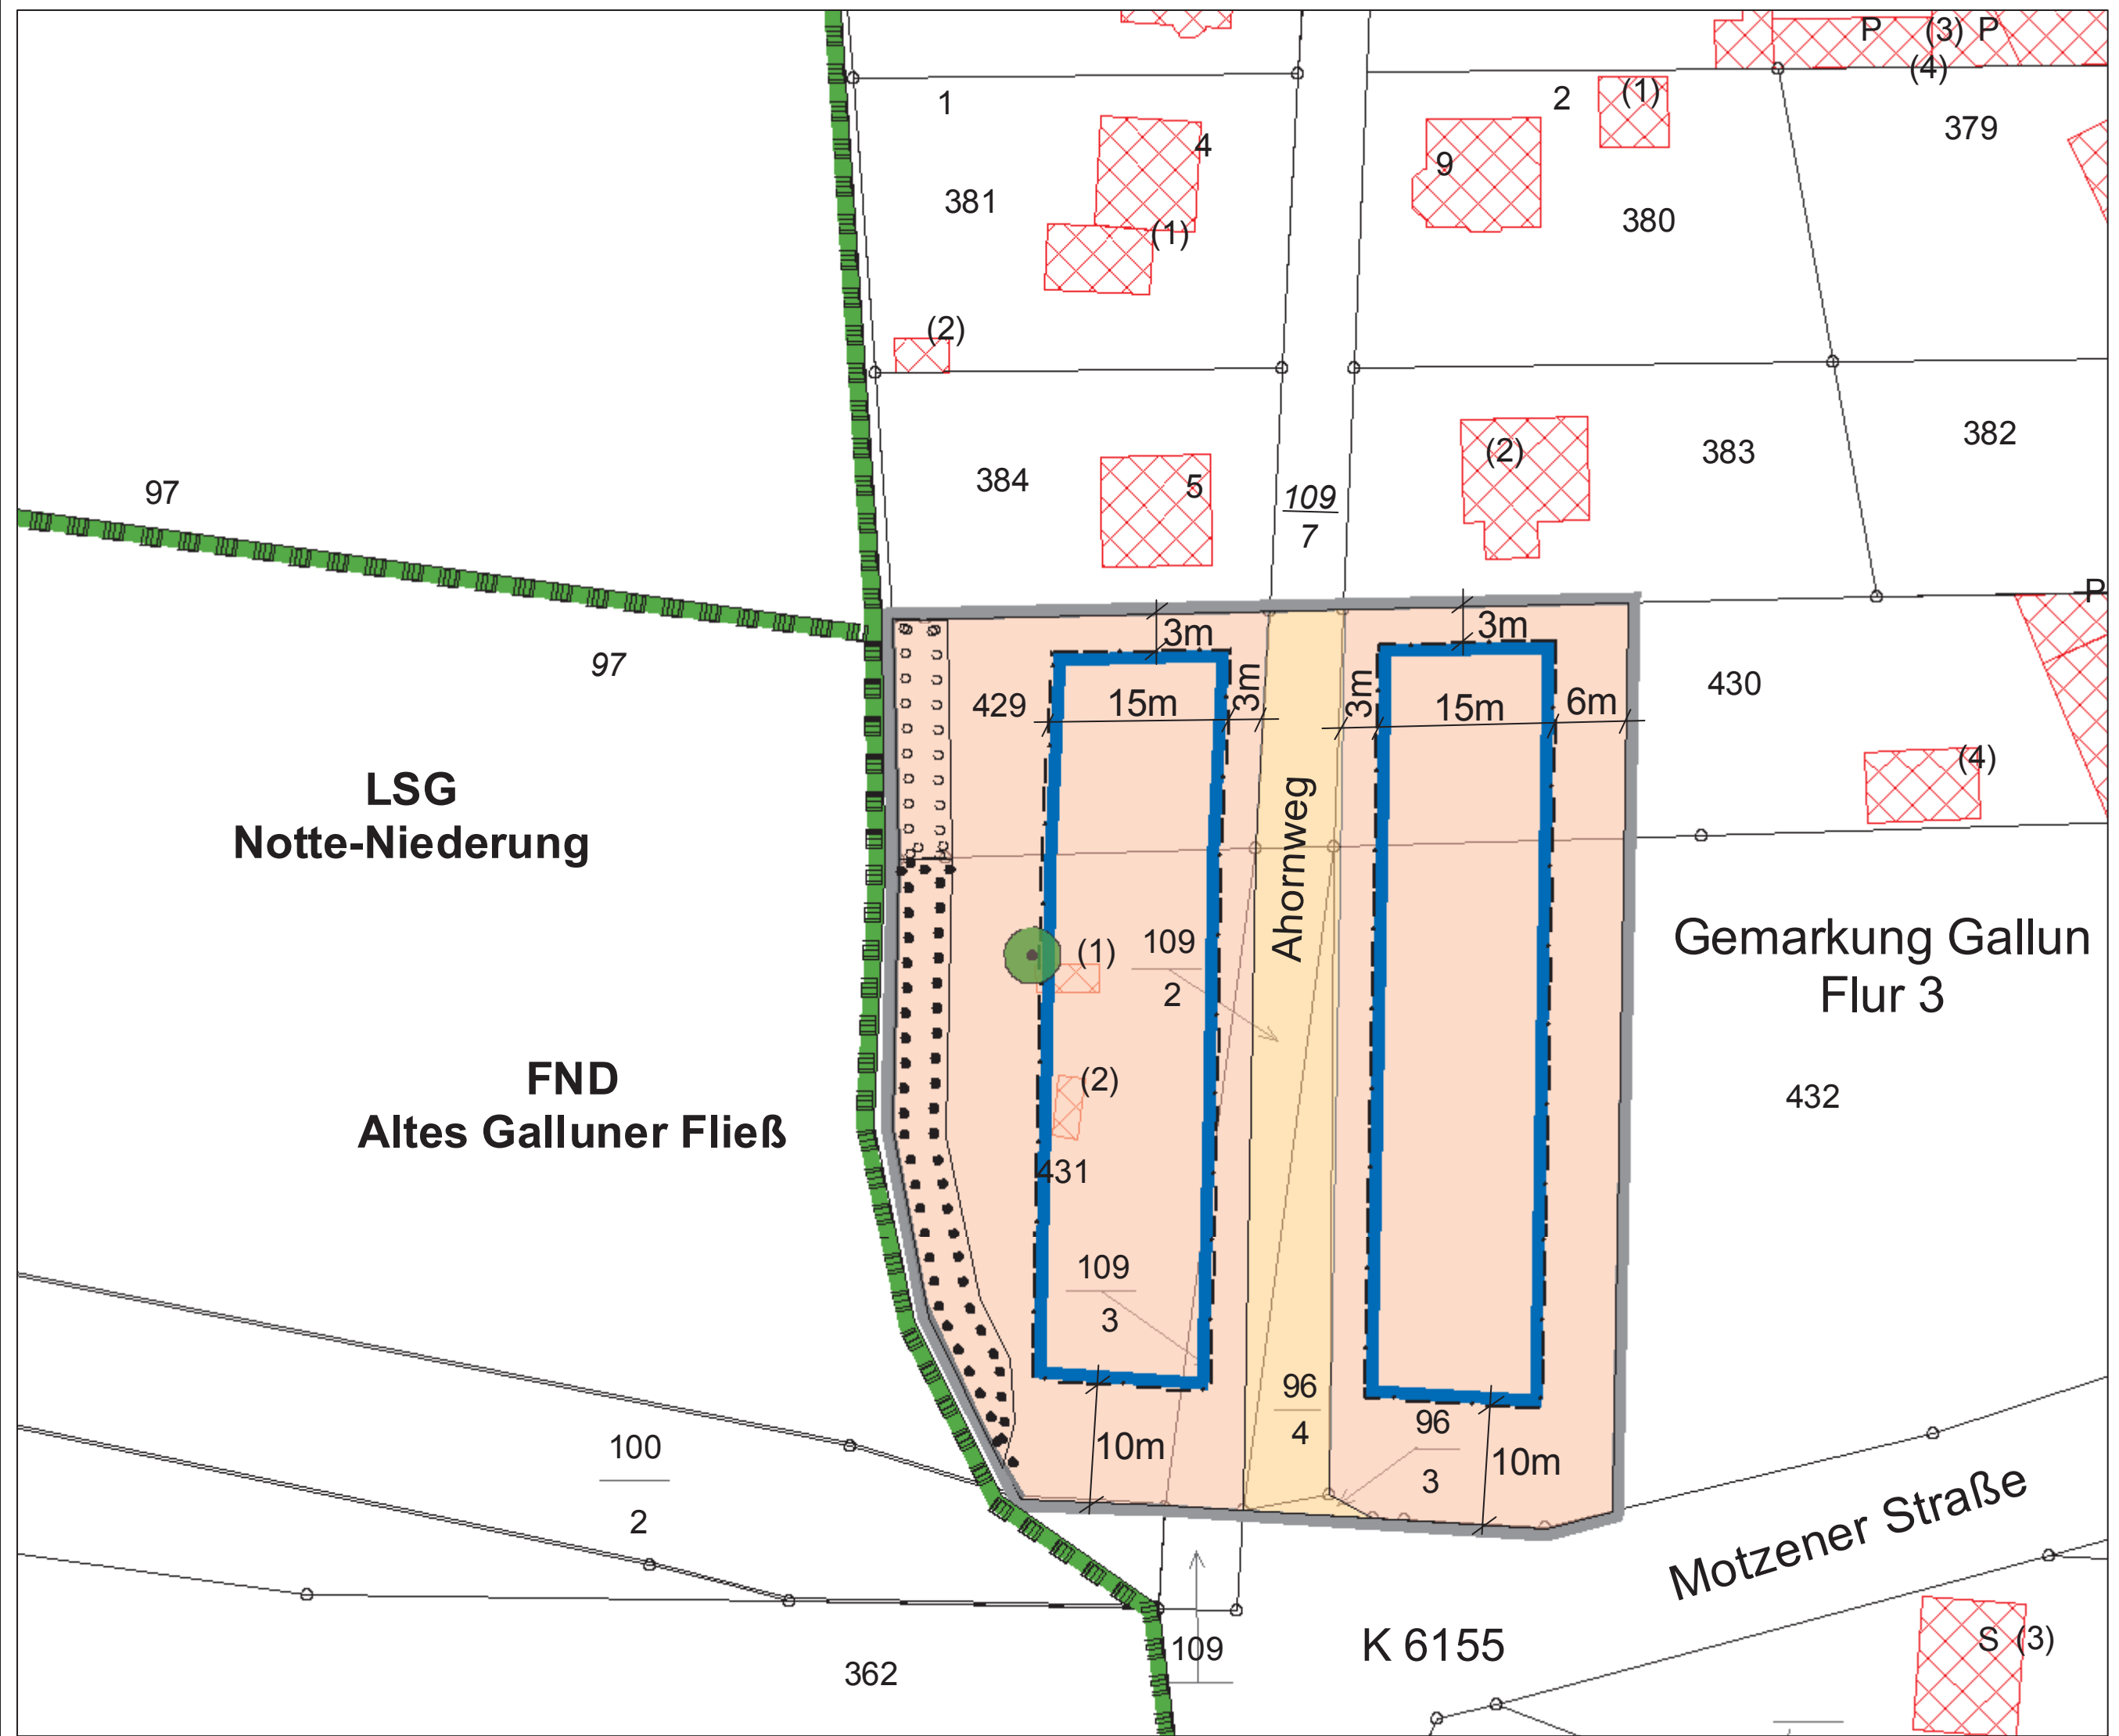 P (3) P
(4)
1
2
(1)
4
9
379
381
380
(1)
(2)
384
5
(2)
383
382
97
109
7
P
97
3m
3m
429
15m
3m
3m
15m
6m
430
(4)
LSG
Notte-Niederung
Ahornweg
(1)
109
2
Gemarkung Gallun
Flur 3
FND
Altes Galluner Fließ
(2)
431
432
109
3
96
4
96
3
10m
10m
100
2
Motzener Straße
K 6155
109
362
S (3)